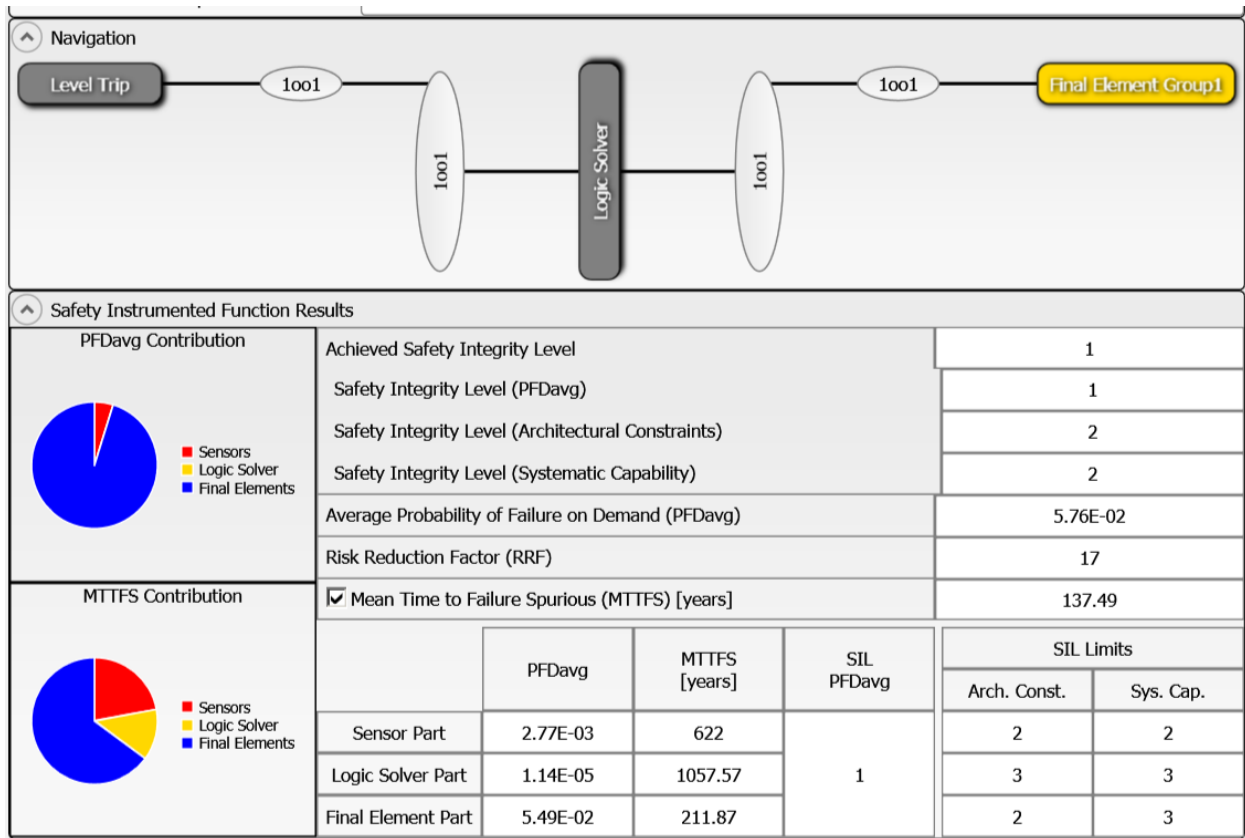 Navigation
Level Trip
1oo1
1oo1
Logic Solver
1oo1
1oo1
Final Element Group1
Safety Instrumented Function Results
PFDavg Contribution
Sensors
Logic Solver
Final Elements
MTTFS Contribution
Sensors
Logic Solver
Final Elements
Achieved Safety Integrity Level 1
Safety Integrity Level (PFDavg) 1
Safety Integrity Level (Architectural Constraints) 2
Safety Integrity Level (Systematic Capability) 2
Average Probability of Failure on Demand (PFDavg) 5.76E-02
Risk Reduction Factor (RRF) 17
Mean Time to Failure Spurious (MTTFS) [years] 137.49
PFDavg
MTTFS
[years]
SIL
PFDavg
SIL Limits
Arch. Const. Sys. Cap.
Sensor Part 2.77E-03 622 2 2
Logic Solver Part 1.14E-05 1057.57 1 3 3
Final Element Part 5.49E-02 211.87 2 3